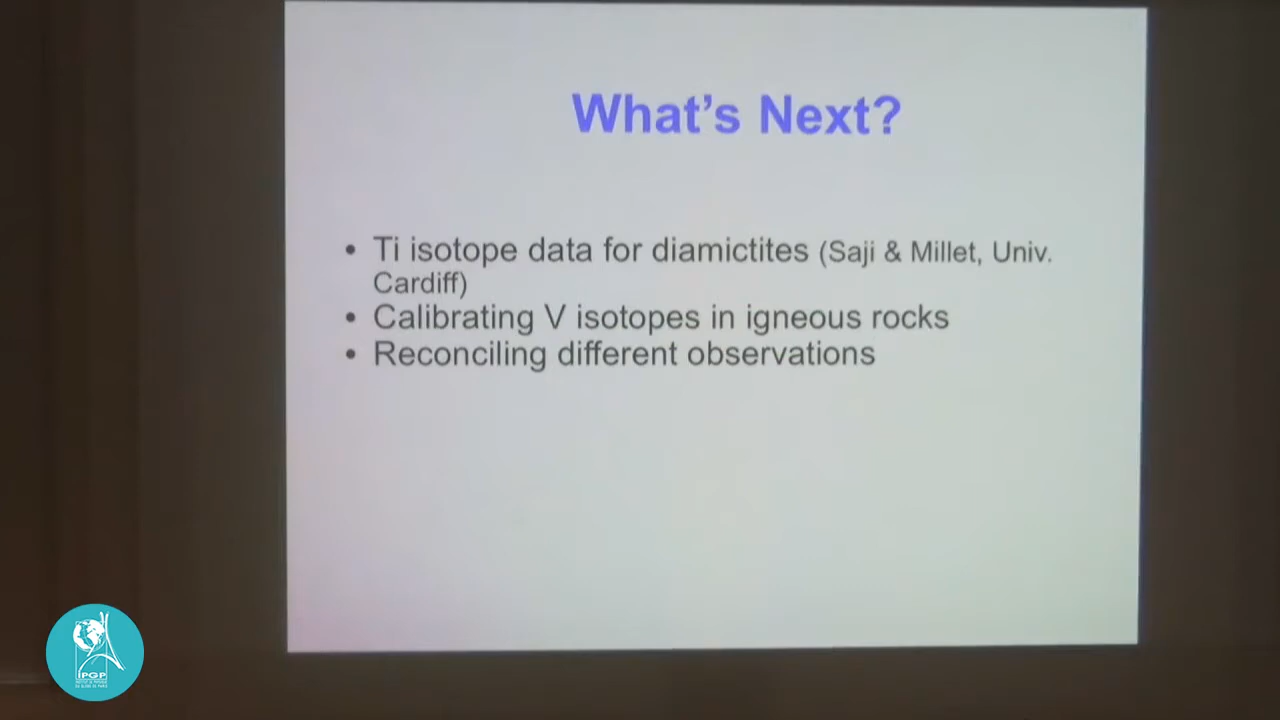 What's Next?
• Ti isotope data for diamictites (Saji & Millet, Univ.
Cardiff)
• Calibrating V isotopes in igneous rocks
• Reconciling different observations
IPGP